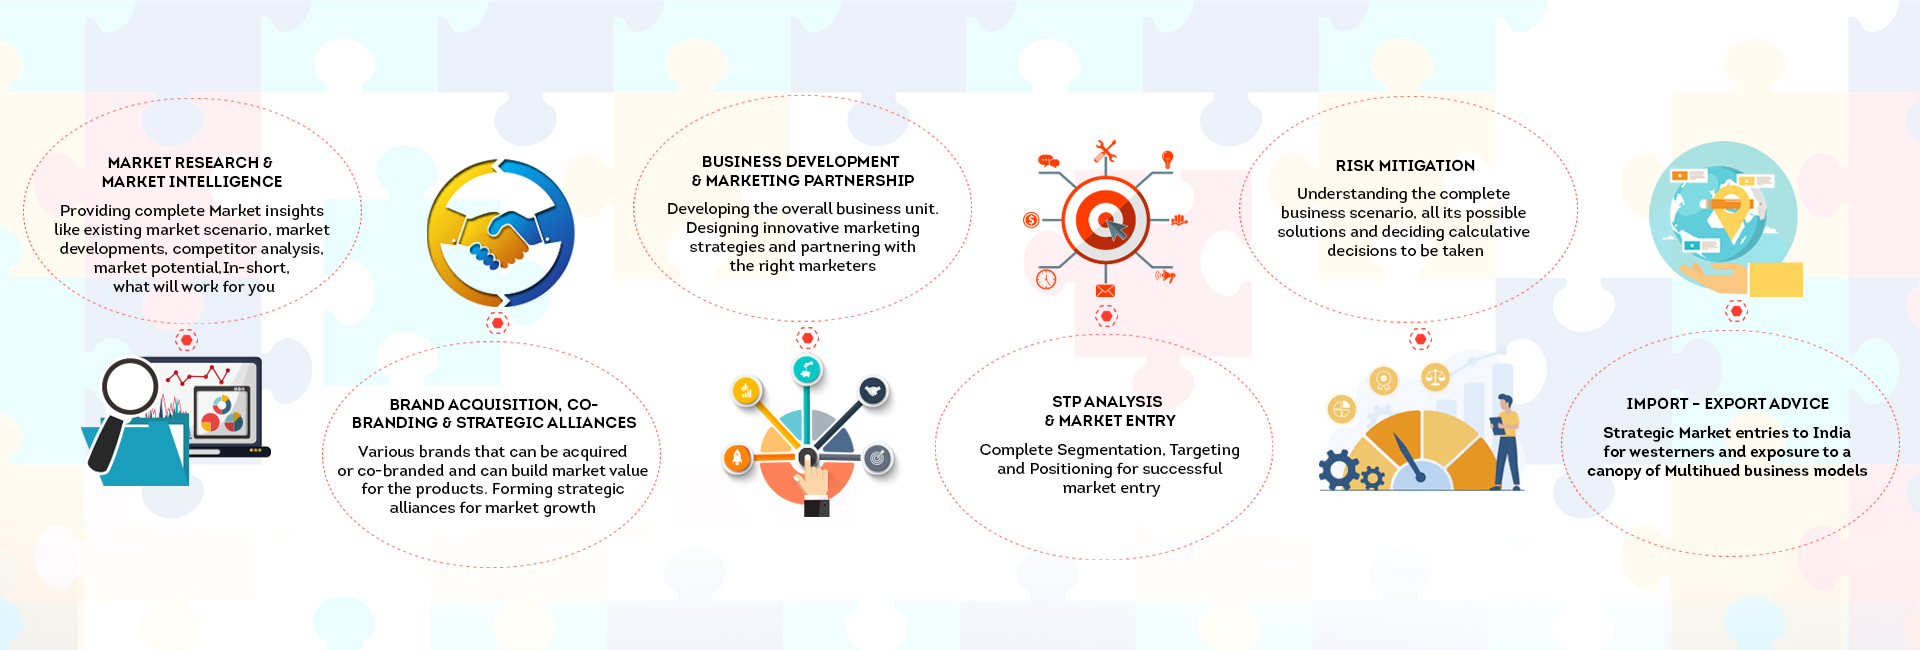 MARKET RESEARCH &
MARKET INTELLIGENCE
Providing complete Market insights
like existing market scenario, market
developments, competitor analysis,
market potential,In-short,
what will work for you
BRAND ACQUISITION, CO-
BRANDING & STRATEGIC ALLIANCES
Various brands that can be acquired
or co-branded and can build market value
for the products. Forming strategic
alliances for market growth
BUSINESS DEVELOPMENT
& MARKETING PARTNERSHIP
Developing the overall business unit.
Designing innovative marketing
strategies and partnering with
the right marketers
STP ANALYSIS
& MARKET ENTRY
Complete Segmentation, Targeting
and Positioning for successful
market entry
RISK MITIGATION
Understanding the complete
business scenario, all its possible
solutions and deciding calculative
decisions to be taken
IMPORT – EXPORT ADVICE
Strategic Market entries to India
for westerners and exposure to a
canopy of Multihued business models